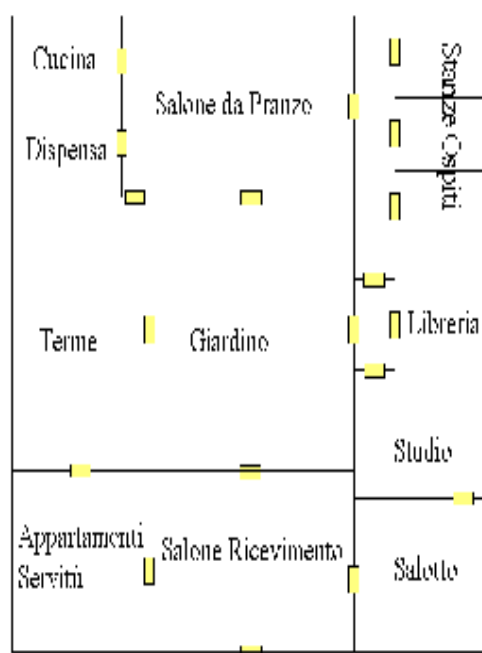 Cucina
Salone da Pranzo
Stanze Ospiti
Dispensa
Terme
Giardino
Libreria
Studio
Appartamenti
Servitù
Salone Ricevimento
Salotto